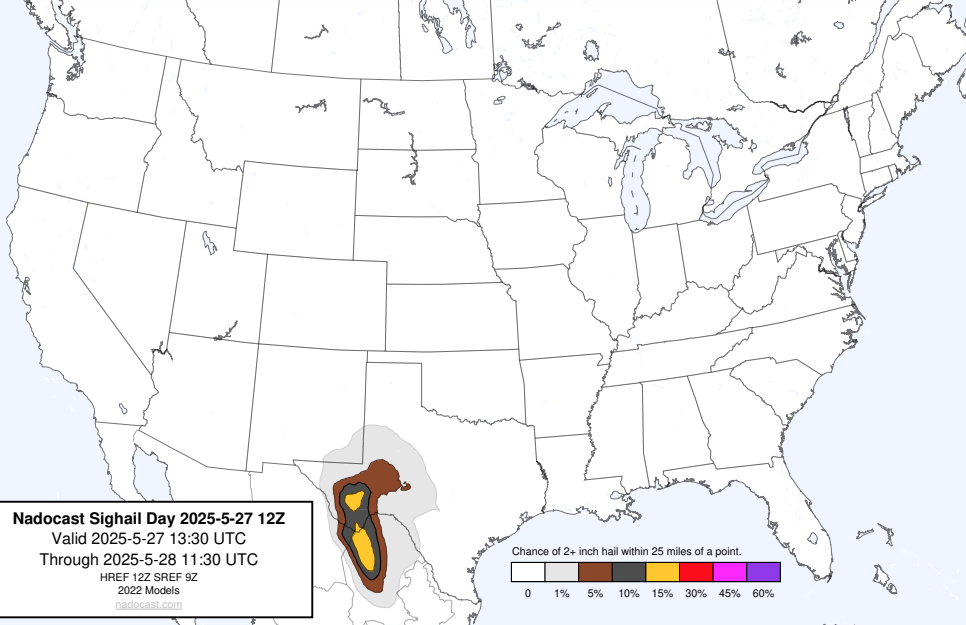 Nadocast Sighail Day 2025-5-27 12Z
Valid 2025-5-27 13:30 UTC
Through 2025-5-28 11:30 UTC
HREF 12Z SREF 9Z
2022 Models
nadocast.com
Chance of 2+ inch hail within 25 miles of a point.
0 1% 5% 10% 15% 30% 45% 60%